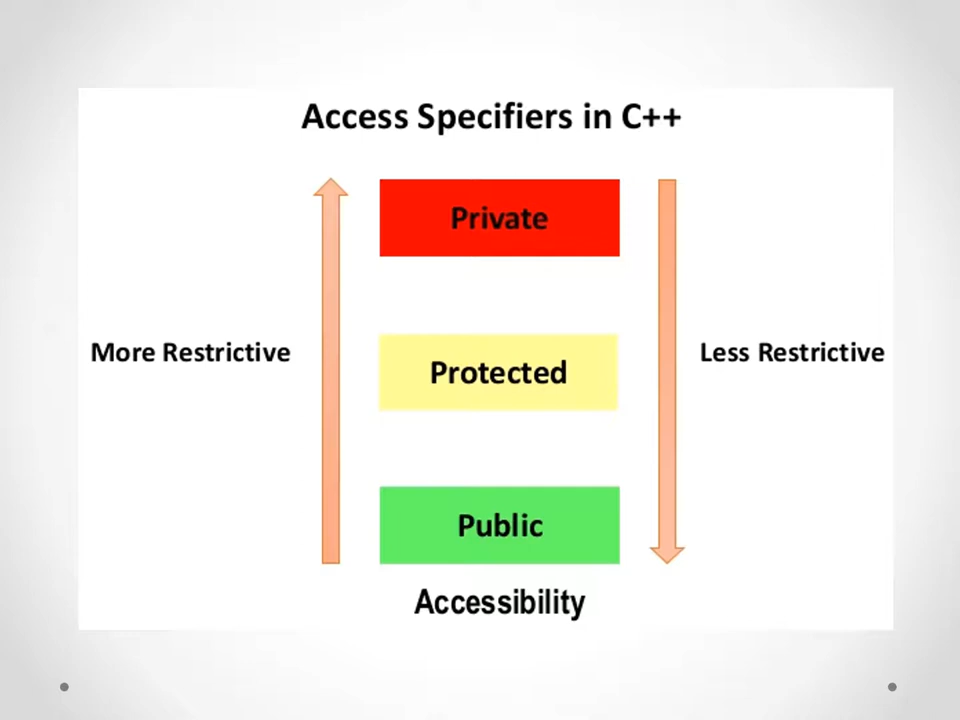 Access Specifiers in C++
Private
More Restrictive
Less Restrictive
Protected
Public
Accessibility